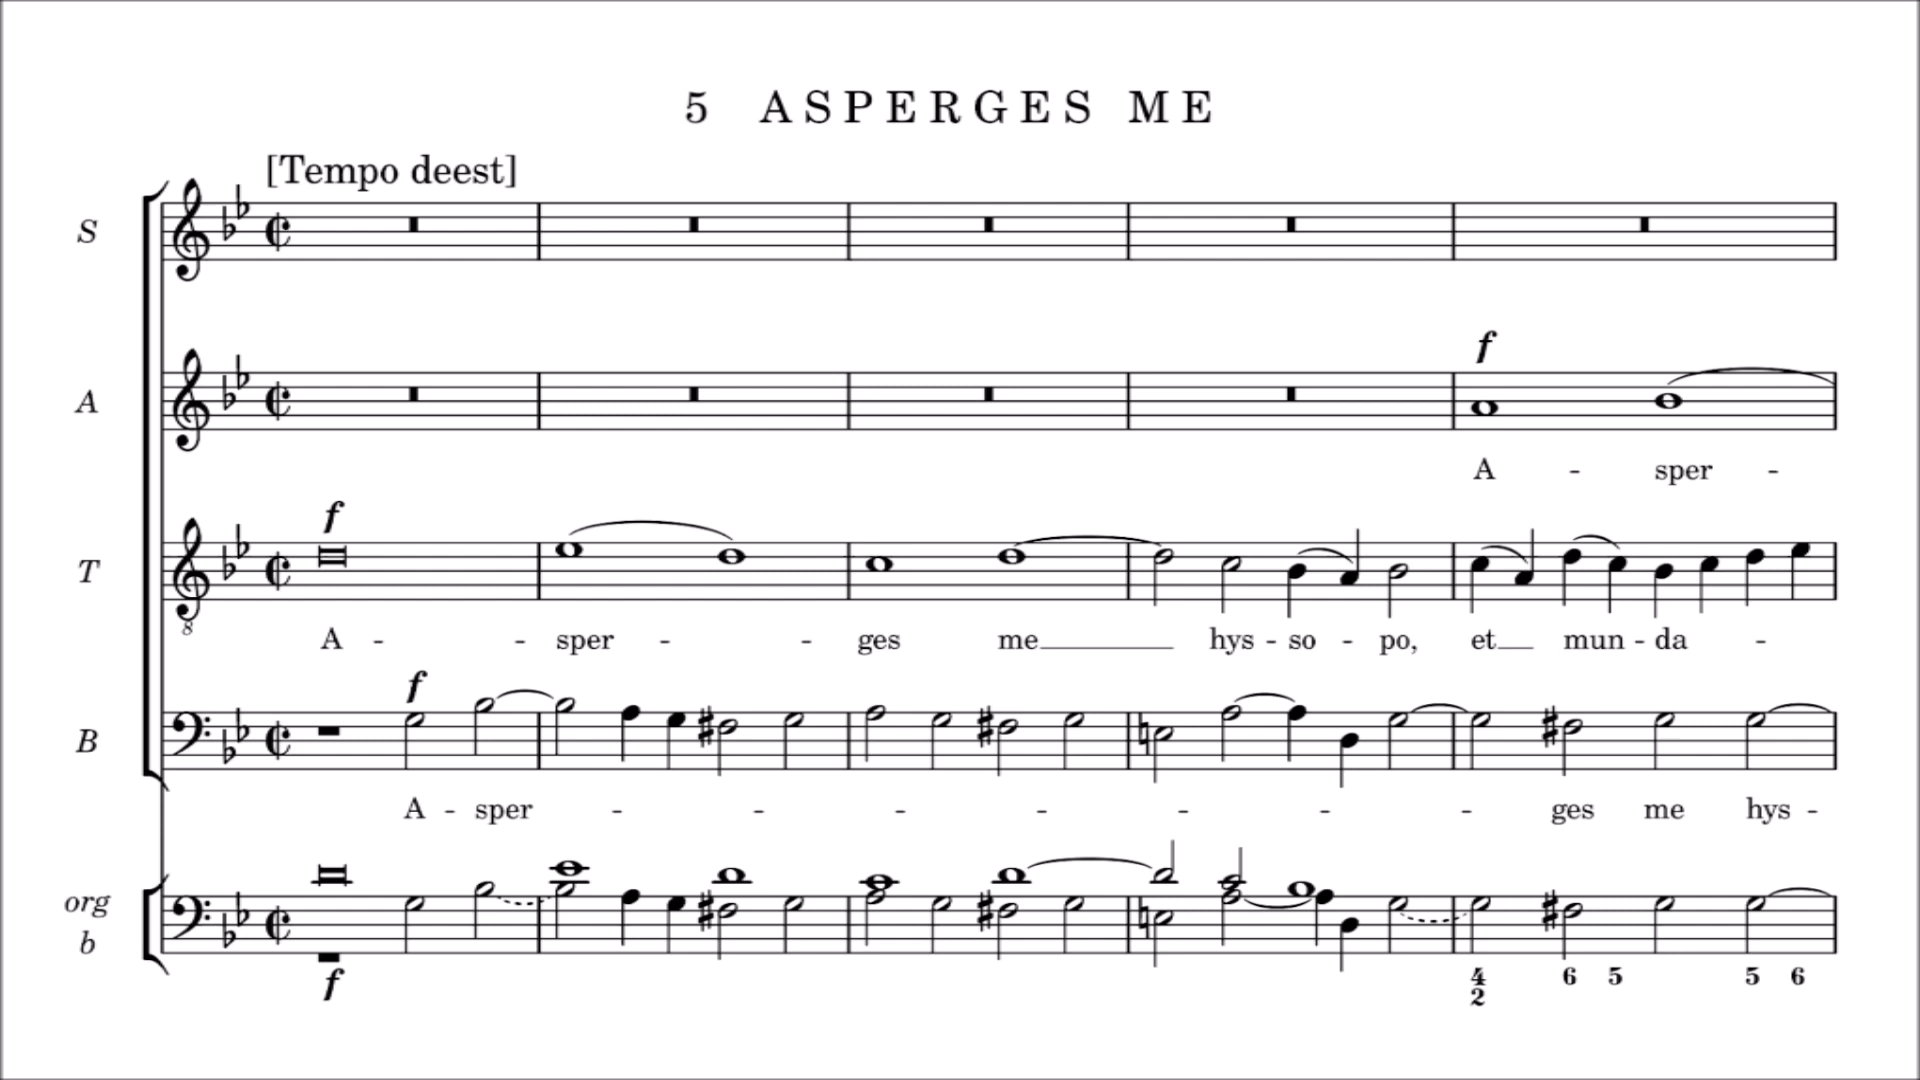 5 ASPERGES ME
[Tempo deest]
S
f
A
A - sper -
f
T
8
A - - sper - - ges me hys - so - po, et mun - da -
f
B
A - sper - - - - - - - ges me hys -
org
b
f
4 6 5 5 6
2